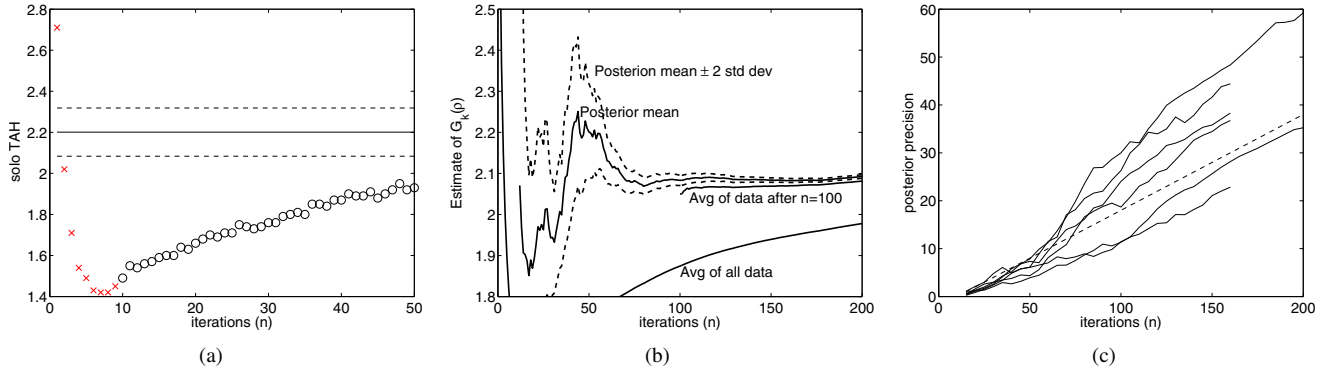 2.8
2.6
2.4
2.2
2
1.8
1.6
1.4
solo TAH
0 10 20 30 40 50
iterations (n)
(a)
2.5
2.4
2.3
2.2
2.1
2
1.9
1.8
Estimate of G_k(ρ)
Posterion mean ± 2 std dev
Posterior mean
Avg of data after n=100
Avg of all data
0 50 100 150 200
iterations (n)
(b)
60
50
40
30
20
10
0
posterior precision
0 50 100 150 200
iterations (n)
(c)